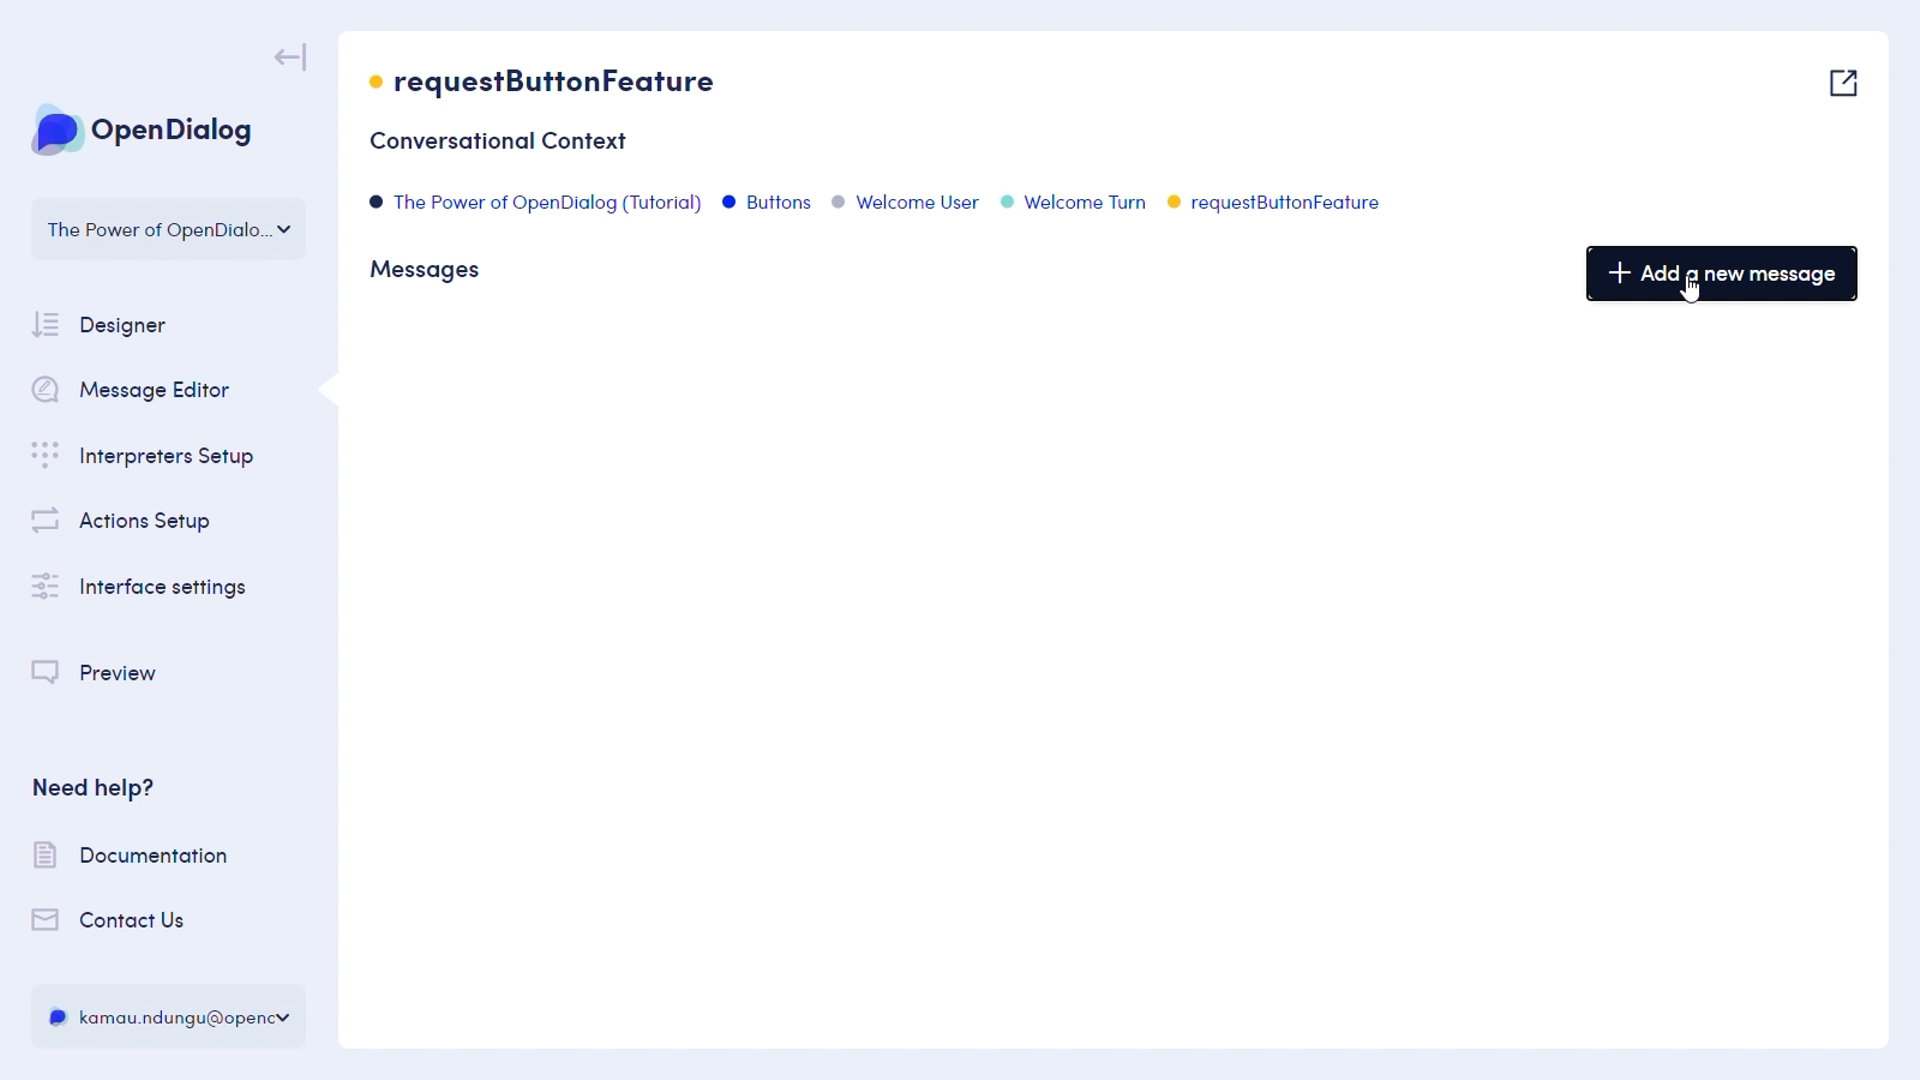 OpenDialog
The Power of OpenDialo...
Designer
Message Editor
Interpreters Setup
Actions Setup
Interface settings
Preview
Need help?
Documentation
Contact Us
kamau.ndungu@openc
requestButtonFeature
Conversational Context
The Power of OpenDialog (Tutorial) Buttons Welcome User Welcome Turn requestButtonFeature
Messages
Add a new message